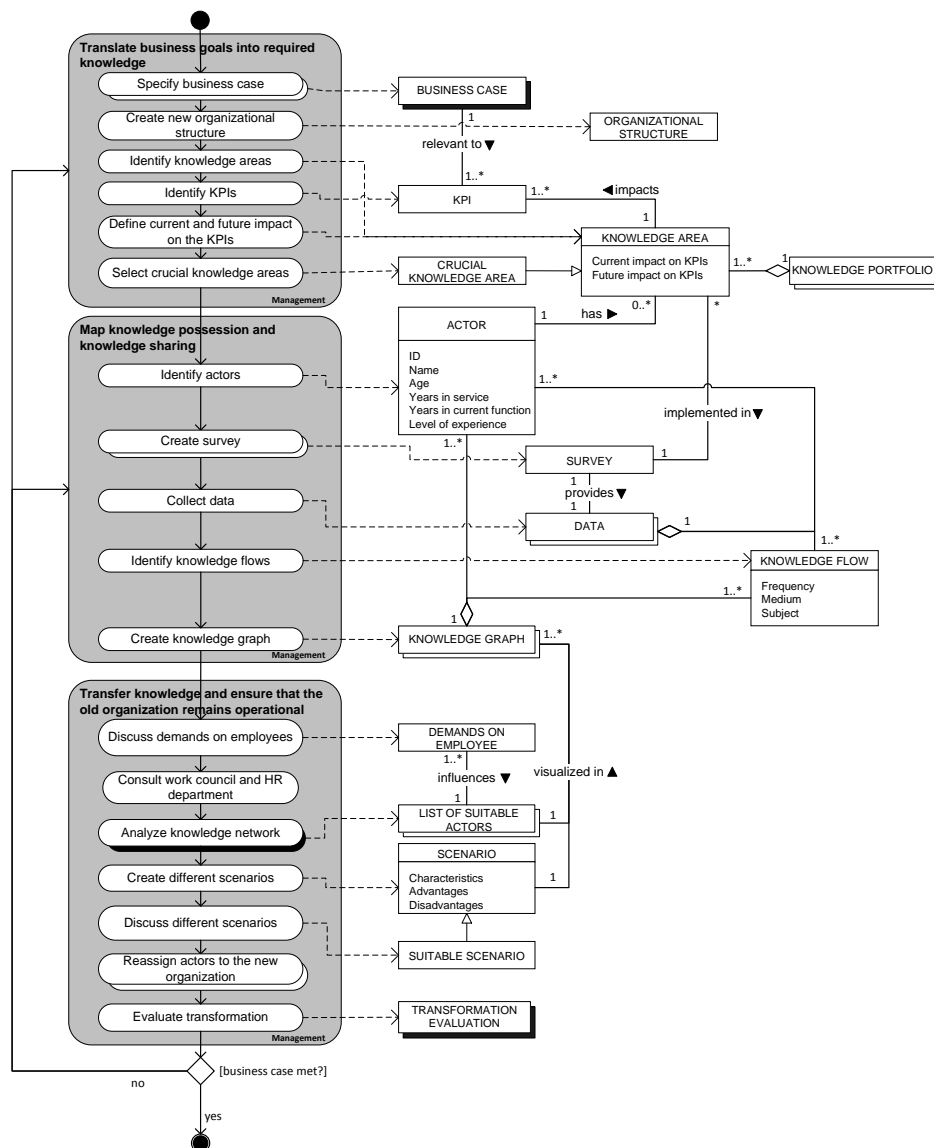 Translate business goals into required
knowledge
Specify business case
BUSINESS CASE
1
Create new organizational
structure
ORGANIZATIONAL
STRUCTURE
relevant to ▼
Identify knowledge areas
1..*
1..*
◀ impacts
Identify KPIs
KPI
1
Define current and future impact
on the KPIs
KNOWLEDGE AREA
Current impact on KPIs
Future impact on KPIs
Select crucial knowledge areas
CRUCIAL
KNOWLEDGE AREA
1..*
1
KNOWLEDGE PORTFOLIO
Management
0..*
*
has ▶
Map knowledge possession and
knowledge sharing
ACTOR
1
ID
Name
Age
Years in service
Years in current function
Level of experience
Identify actors
1..*
implemented in ▼
1..*
Create survey
SURVEY
1
1
provides ▼
1
Collect data
DATA
1
1..*
Identify knowledge flows
KNOWLEDGE FLOW
Frequency
Medium
Subject
1..*
1
Create knowledge graph
KNOWLEDGE GRAPH
1..*
Management
Transfer knowledge and ensure that the
old organization remains operational
Discuss demands on employees
DEMANDS ON
EMPLOYEE
1..*
influences ▼
visualized in ▲
Consult work council and HR
department
1
Analyze knowledge network
LIST OF SUITABLE
ACTORS
1
SCENARIO
Characteristics
Advantages
Disadvantages
1
Create different scenarios
Discuss different scenarios
SUITABLE SCENARIO
Reassign actors to the new
organization
Evaluate transformation
TRANSFORMATION
EVALUATION
Management
[business case met?]
no
yes